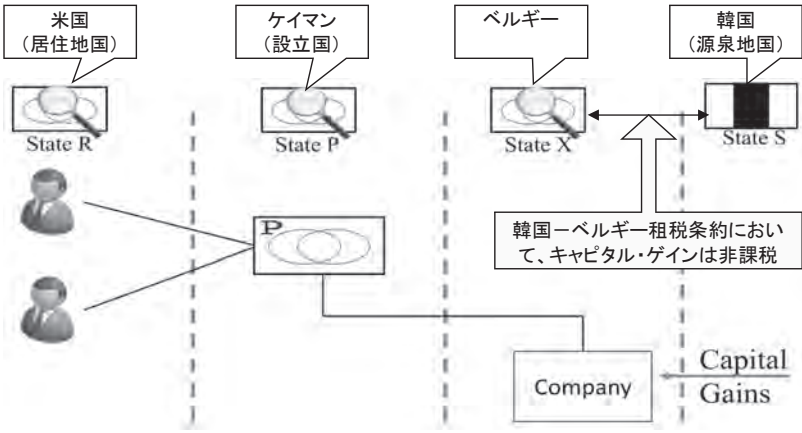 米国
(居住地国)
ケイマン
(設立国)
ベルギー
韓国
(源泉地国)
State R
State P
State X
State S
P
韓国－ベルギー租税条約におい
て、キャピタル・ゲインは非課税
Company
Capital
Gains